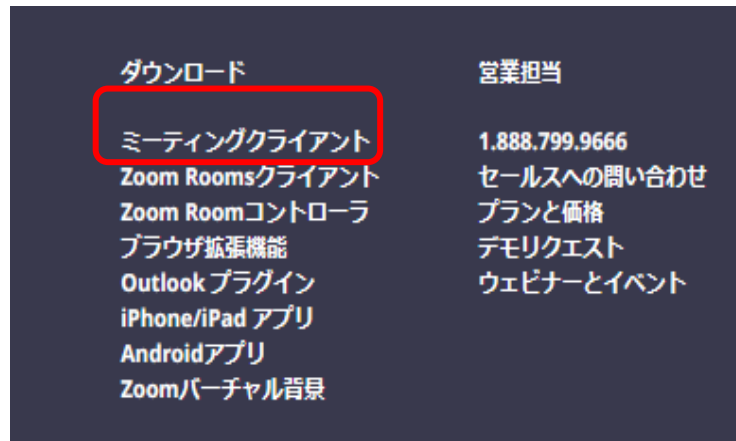 ダウンロード
ミーティングクライアント
Zoom Roomsクライアント
Zoom Roomコントローラ
ブラウザ拡張機能
Outlook プラグイン
iPhone/iPad アプリ
Androidアプリ
Zoomバーチャル背景
営業担当
1.888.799.9666
セールスへの問い合わせ
プランと価格
デモリクエスト
ウェビナーとイベント